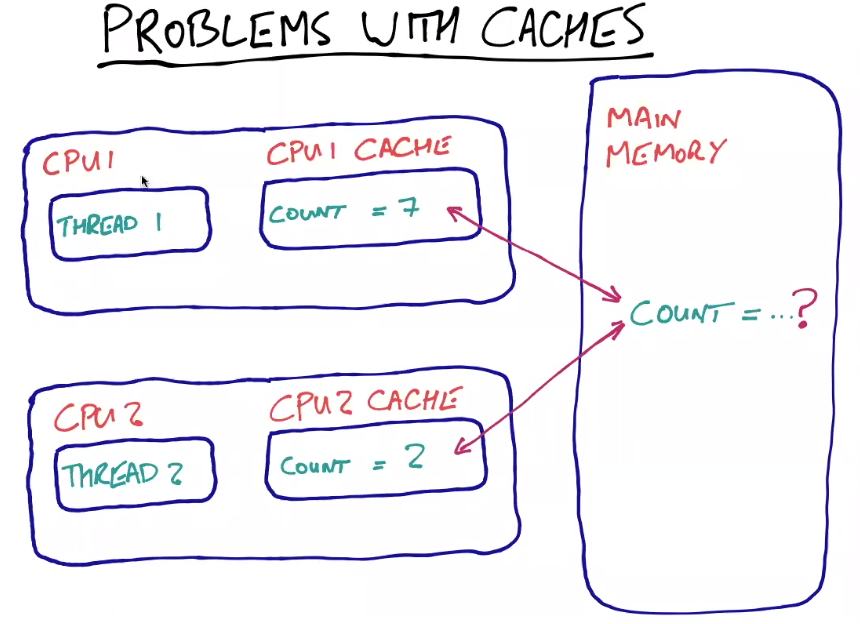 PROBLEMS WITH CACHES
CPU1
CPU1 CACHE
THREAD 1
COUNT = 7
MAIN
MEMORY
COUNT = ...?
CPU2
CPU2 CACHE
THREAD 2
COUNT = 2